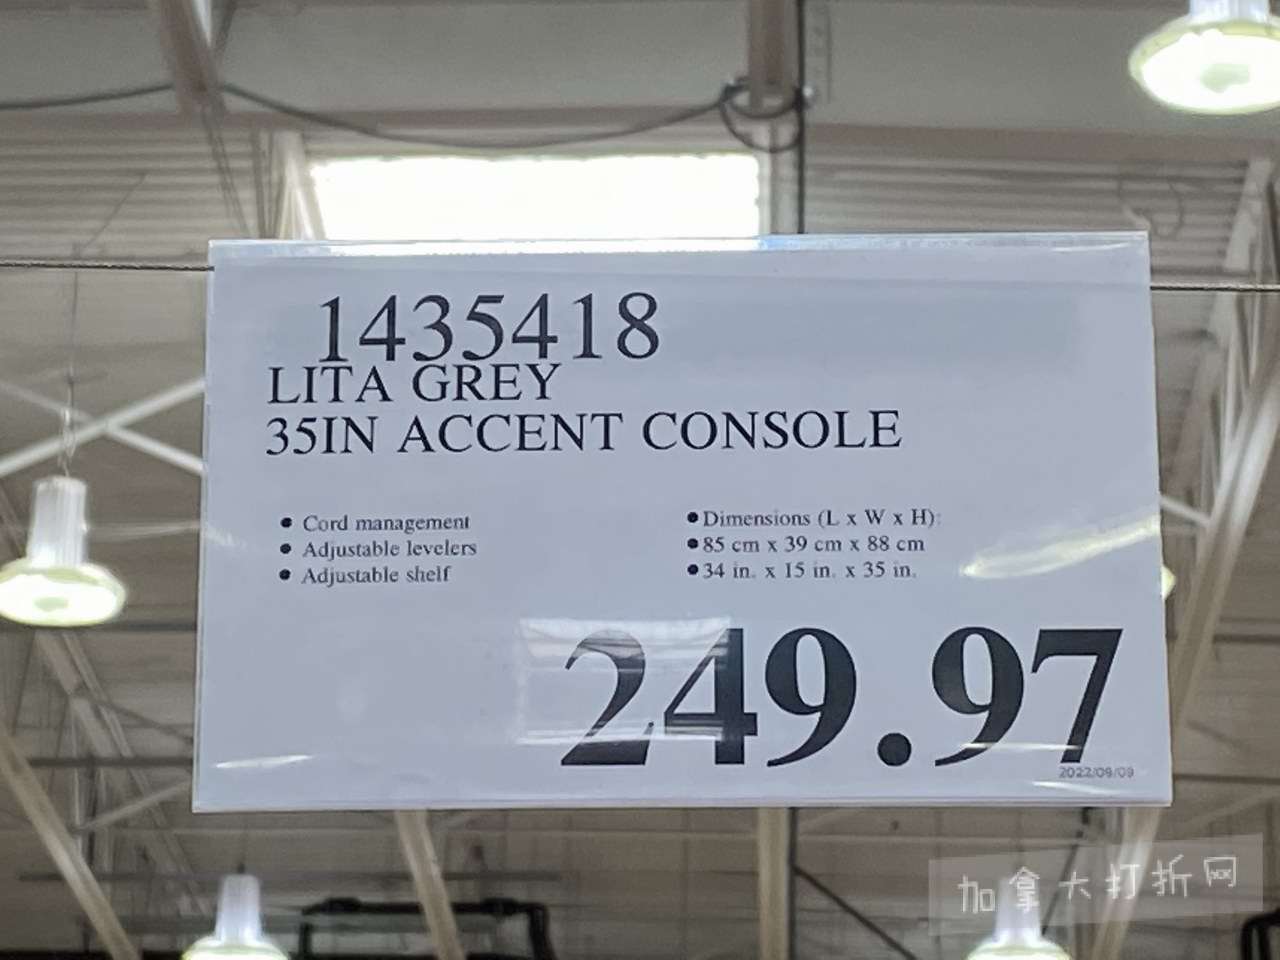 1435418
LITA GREY
35IN ACCENT CONSOLE
● Cord management
● Adjustable levelers
● Adjustable shelf
● Dimensions (L x W x H):
● 85 cm x 39 cm x 88 cm
● 34 in. x 15 in. x 35 in.
249.97
2022/09/09
加拿大打折网